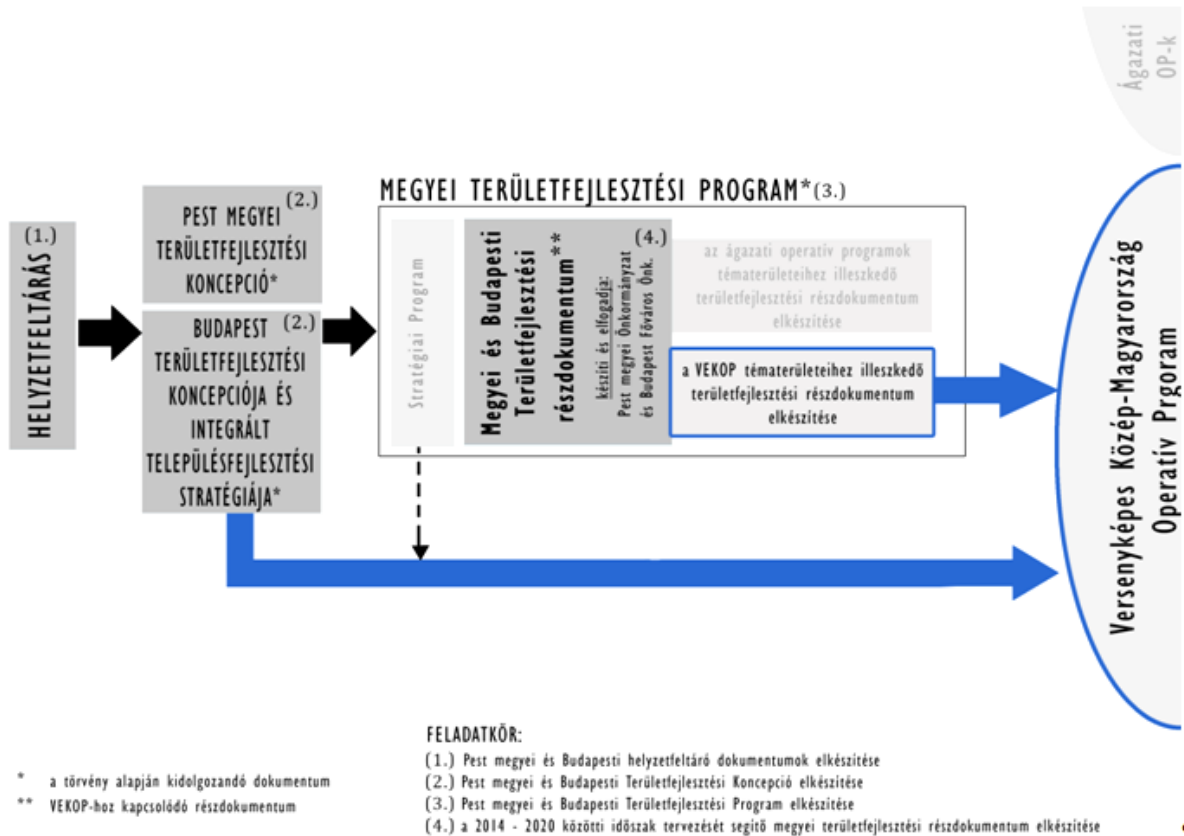 Ágazati
OP-k
MEGYEI TERÜLETFEJLESZTÉSI PROGRAM*(3.)
(1.)
HELYZETFELTÁRÁS
(2.)
PEST MEGYEI
TERÜLETFEJLESZTÉSI
KONCEPCIÓ*
(2.)
BUDAPEST
TERÜLETFEJLESZTÉSI
KONCEPCIÓJA ÉS
INTEGRÁLT
TELEPÜLÉSFEJLESZTÉSI
STRATÉGIÁJA*
Stratégiai Program
(4.)
Megyei és Budapesti
Területfejlesztési
részdokumentum**
készíti és elfogadja:
Pest megyei Önkormányzat
és Budapest Főváros Önk.
az ágazati operatív programok
tématerületeihez illeszkedő
területfejlesztési részdokumentum
elkészítése
a VEKOP tématerületeihez illeszkedő
területfejlesztési részdokumentum
elkészítése
Versenyképes Közép-Magyarország
Operatív Prgoram
* a törvény alapján kidolgozandó dokumentum
** VEKOP-hoz kapcsolódó részdokumentum
FELADATKÖR:
(1.) Pest megyei és Budapesti helyzetfeltáró dokumentumok elkészítése
(2.) Pest megyei és Budapesti Területfejlesztési Koncepció elkészítése
(3.) Pest megyei és Budapesti Területfejlesztési Program elkészítése
(4.) a 2014 - 2020 közötti időszak tervezését segítő megyei területfejlesztési részdokumentum elkészítése